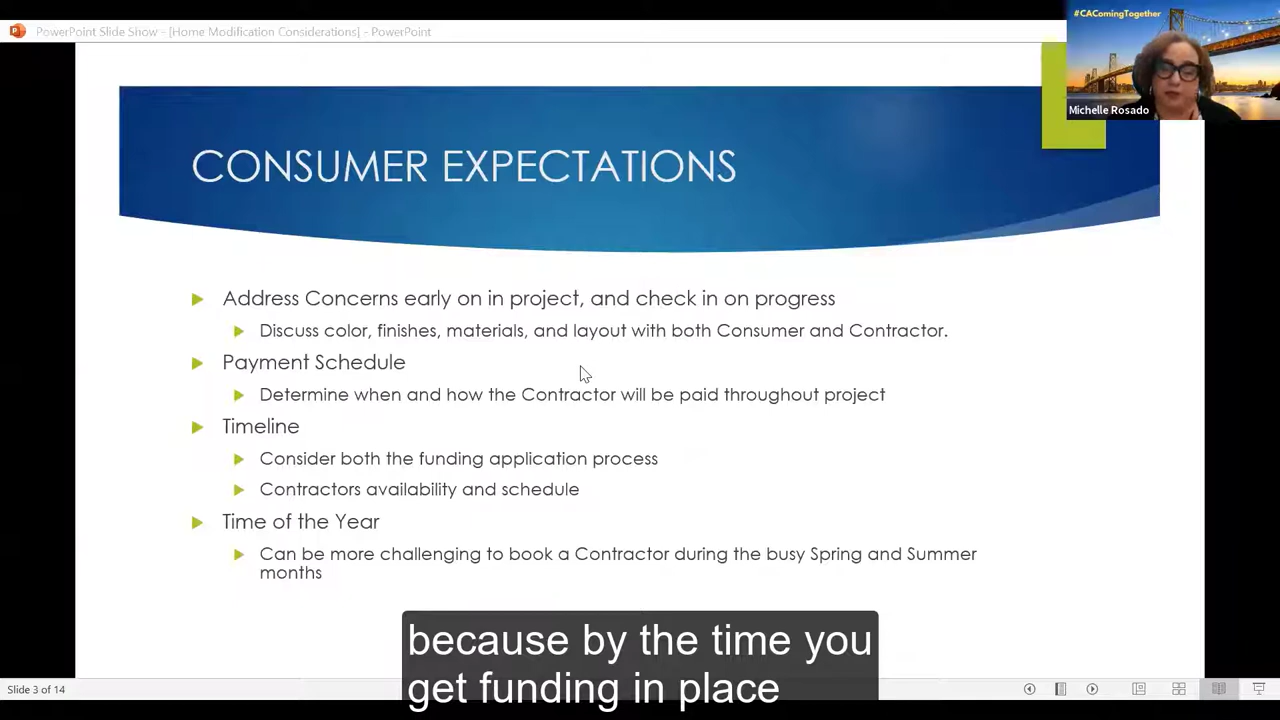 PowerPoint Slide Show - [Home Modification Considerations] - PowerPoint
#CAComingTogether
Michelle Rosado
CONSUMER EXPECTATIONS
Address Concerns early on in project, and check in on progress
Discuss color, finishes, materials, and layout with both Consumer and Contractor.
Payment Schedule
Determine when and how the Contractor will be paid throughout project
Timeline
Consider both the funding application process
Contractors availability and schedule
Time of the Year
Can be more challenging to book a Contractor during the busy Spring and Summer
months
because by the time you
get funding in place
Slide 3 of 14